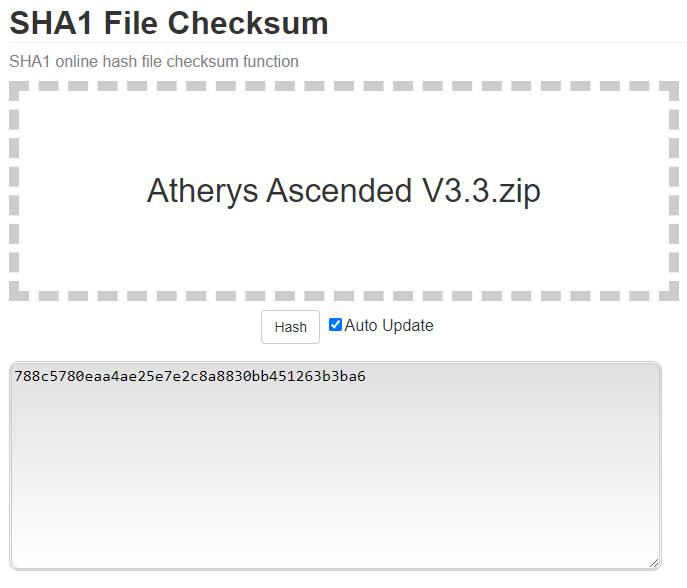 SHA1 File Checksum
SHA1 online hash file checksum function
Atherys Ascended V3.3.zip
Hash
Auto Update
788c5780eaa4ae25e7e2c8a8830bb451263b3ba6